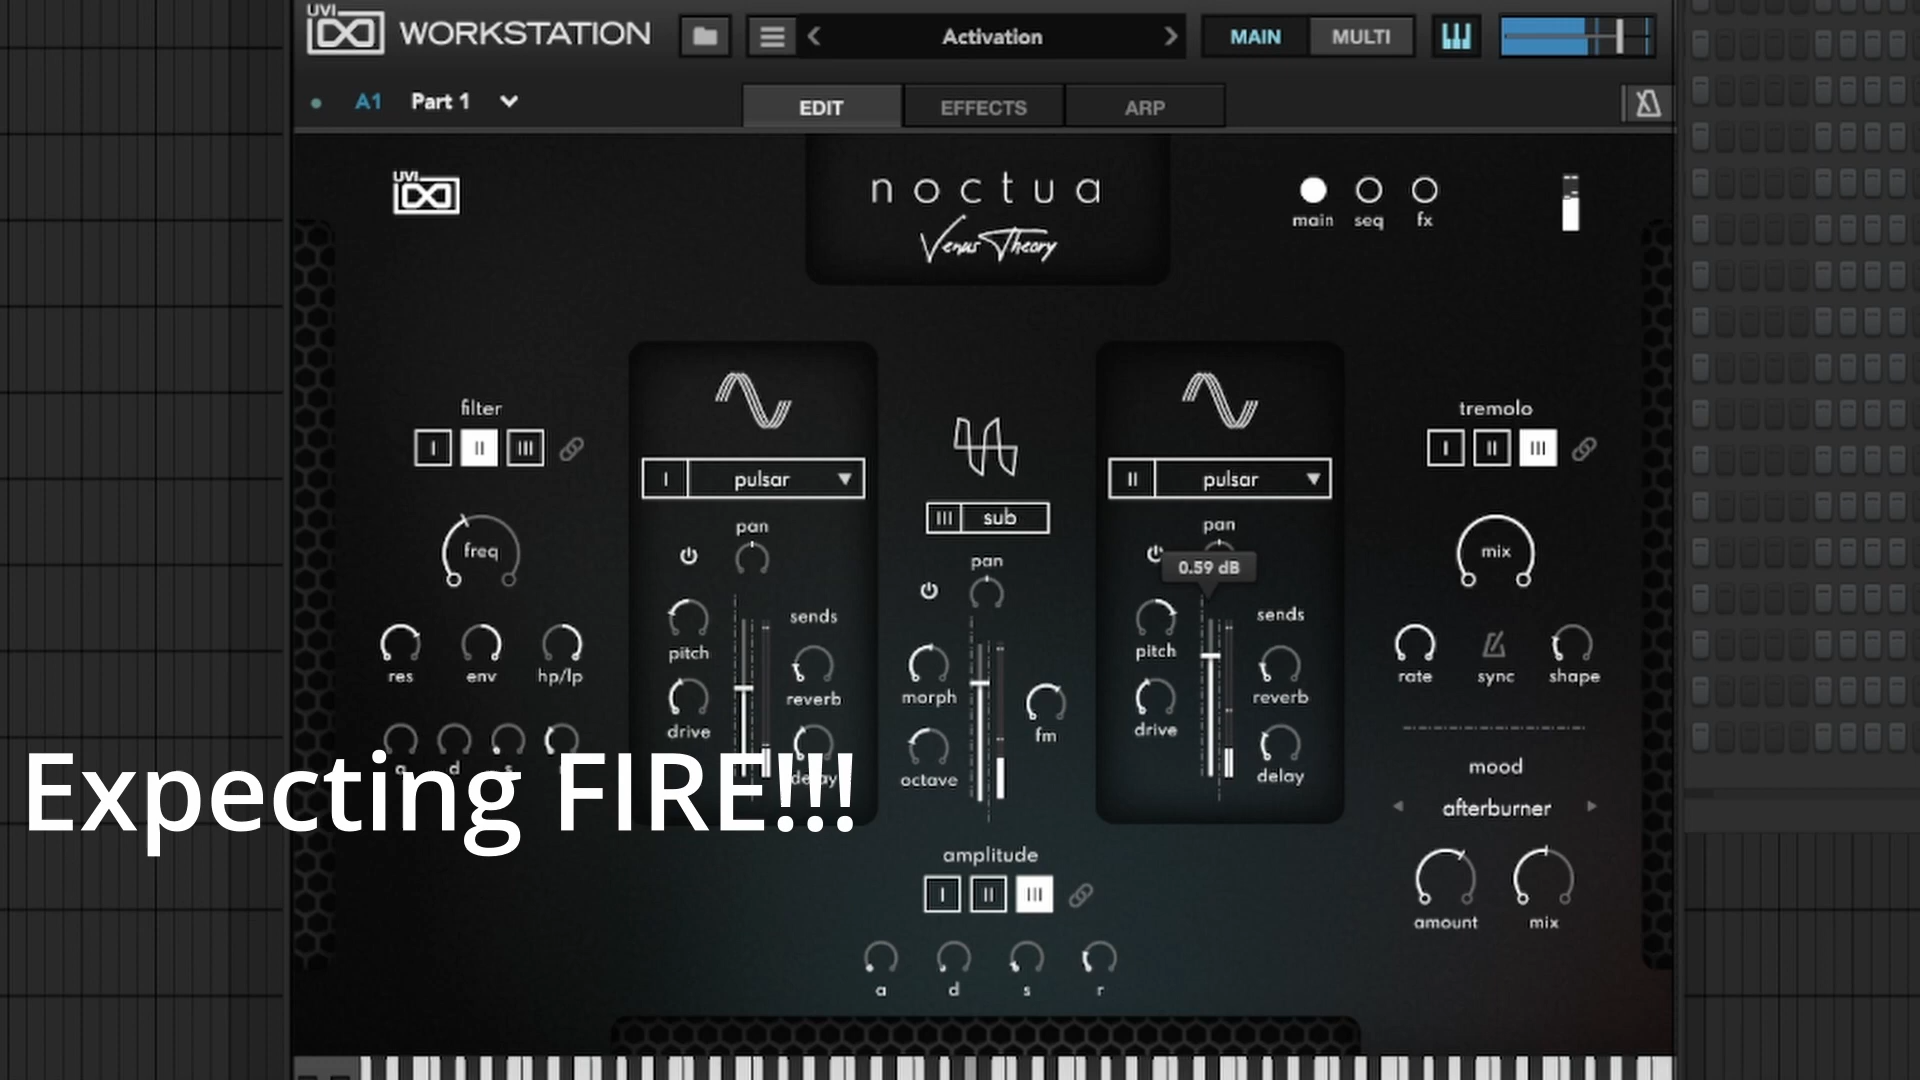 UVI WORKSTATION
Activation
MAIN MULTI
A1 Part 1
EDIT EFFECTS ARP
UVI
noctua
Venus Theory
main seq fx
filter
I II III
freq
res env hp/lp
a d s
I pulsar
pan
sends
pitch
reverb
drive
delay
III sub
pan
morph
fm
octave
II pulsar
pan
0.59 dB
sends
pitch
reverb
drive
delay
tremolo
I II III
mix
rate sync shape
mood
afterburner
amount mix
Expecting FIRE!!!
amplitude
I II III
a d s r